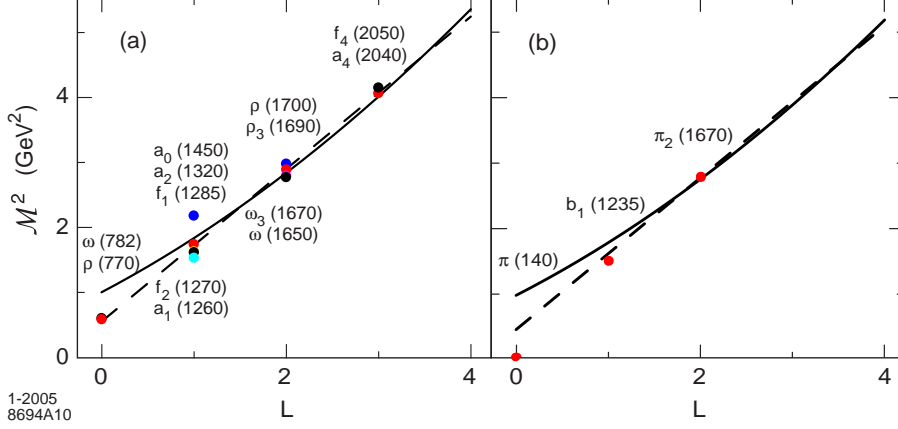 (a)
f4 (2050)
a4 (2040)
ρ (1700)
ρ3 (1690)
a0 (1450)
a2 (1320)
f1 (1285)
ω3 (1670)
ω (1650)
ω (782)
ρ (770)
f2 (1270)
a1 (1260)
ℳ2 (GeV2)
4
2
0
0 2 4
L
(b)
π2 (1670)
b1 (1235)
π (140)
0 2 4
L
1-2005
8694A10